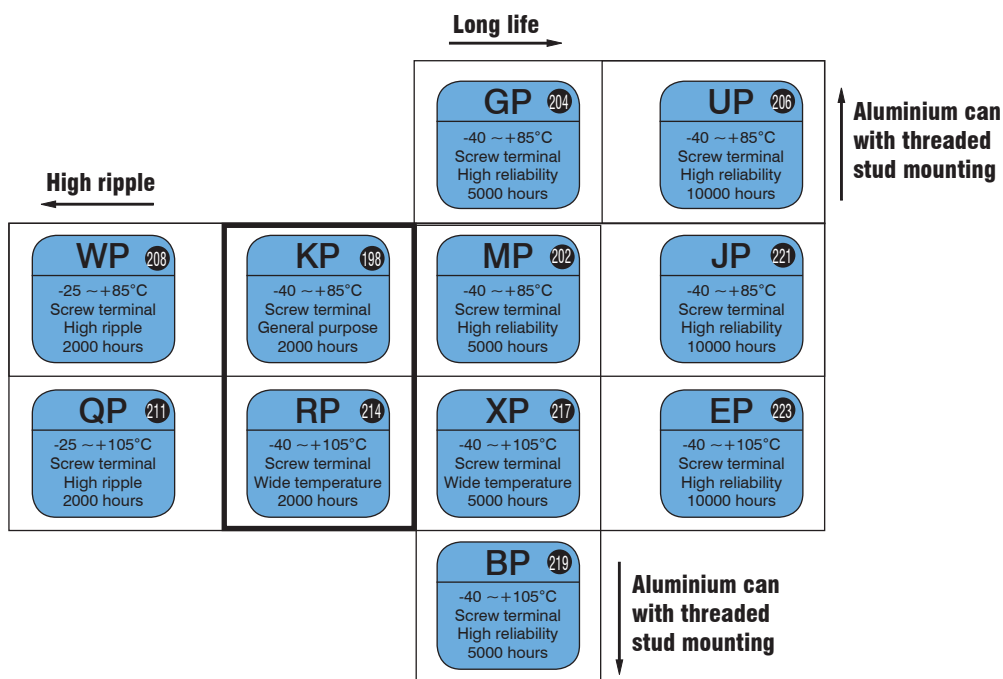 Long life
GP 204
-40 ~+85°C
Screw terminal
High reliability
5000 hours
UP 206
-40 ~+85°C
Screw terminal
High reliability
10000 hours
Aluminium can
with threaded
stud mounting
High ripple
WP 208
-25 ~+85°C
Screw terminal
High ripple
2000 hours
KP 198
-40 ~+85°C
Screw terminal
General purpose
2000 hours
MP 202
-40 ~+85°C
Screw terminal
High reliability
5000 hours
JP 221
-40 ~+85°C
Screw terminal
High reliability
10000 hours
QP 211
-25 ~+105°C
Screw terminal
High ripple
2000 hours
RP 214
-40 ~+105°C
Screw terminal
Wide temperature
2000 hours
XP 217
-40 ~+105°C
Screw terminal
Wide temperature
5000 hours
EP 223
-40 ~+105°C
Screw terminal
High reliability
10000 hours
BP 219
-40 ~+105°C
Screw terminal
High reliability
5000 hours
Aluminium can
with threaded
stud mounting